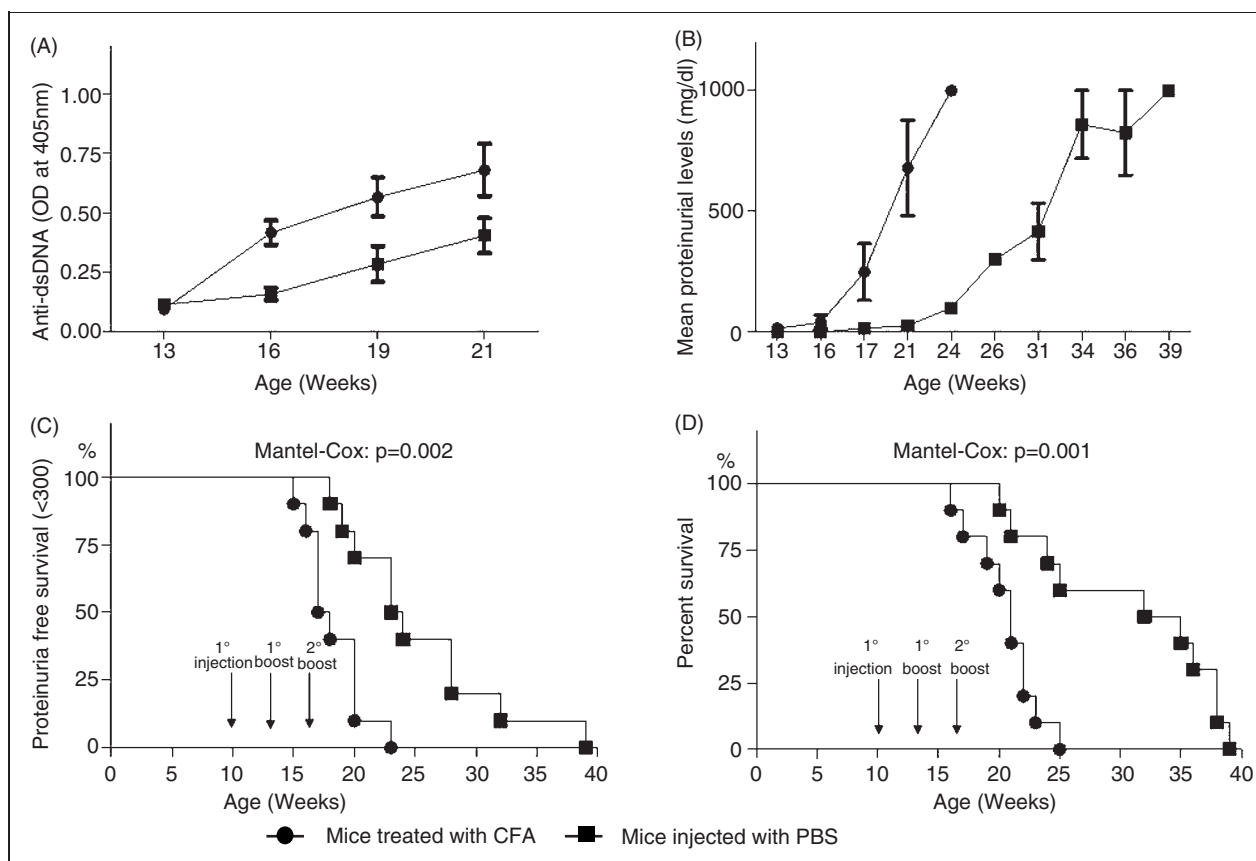 (A)
Anti-dsDNA (OD at 405nm)
1.00
0.75
0.50
0.25
0.00
13 16 19 21
Age (Weeks)
(B)
Mean proteinurial levels (mg/dl)
1000
500
0
13 16 17 21 24 26 31 34 36 39
Age (Weeks)
(C)
%
Mantel-Cox: p=0.002
Proteinuria free survival (<300)
100
75
50
25
0
1° injection
1° boost
2° boost
0 5 10 15 20 25 30 35 40
Age (Weeks)
(D)
%
Mantel-Cox: p=0.001
Percent survival
100
75
50
25
0
1° injection
1° boost
2° boost
0 5 10 15 20 25 30 35 40
Age (Weeks)
Mice treated with CFA
Mice injected with PBS